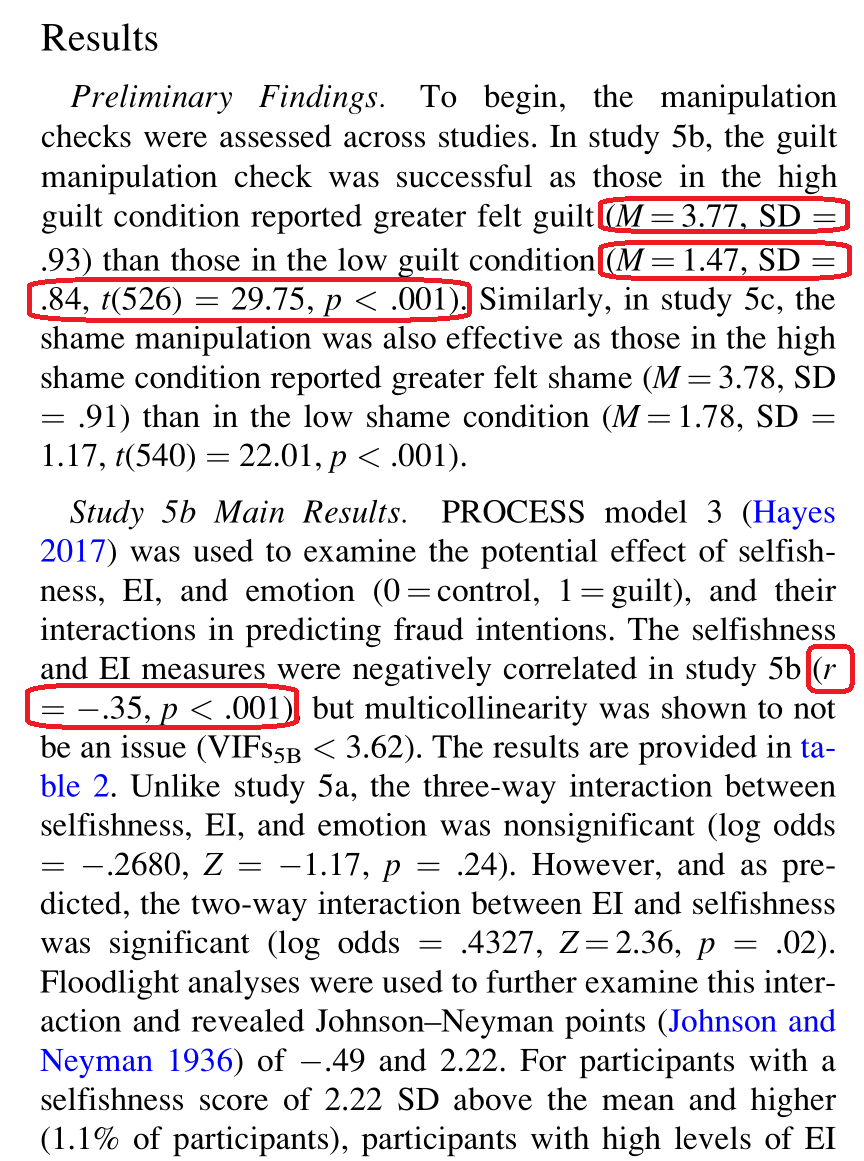 Results
Preliminary Findings. To begin, the manipulation
checks were assessed across studies. In study 5b, the guilt
manipulation check was successful as those in the high
guilt condition reported greater felt guilt (M = 3.77, SD =
.93) than those in the low guilt condition (M = 1.47, SD =
.84, t(526) = 29.75, p < .001). Similarly, in study 5c, the
shame manipulation was also effective as those in the high
shame condition reported greater felt shame (M = 3.78, SD
= .91) than in the low shame condition (M = 1.78, SD =
1.17, t(540) = 22.01, p < .001).
Study 5b Main Results. PROCESS model 3 (Hayes
2017) was used to examine the potential effect of selfish-
ness, EI, and emotion (0 = control, 1 = guilt), and their
interactions in predicting fraud intentions. The selfishness
and EI measures were negatively correlated in study 5b (r
= −.35, p < .001), but multicollinearity was shown to not
be an issue (VIFs5B < 3.62). The results are provided in ta-
ble 2. Unlike study 5a, the three-way interaction between
selfishness, EI, and emotion was nonsignificant (log odds
= −.2680, Z = −1.17, p = .24). However, and as pre-
dicted, the two-way interaction between EI and selfishness
was significant (log odds = .4327, Z = 2.36, p = .02).
Floodlight analyses were used to further examine this inter-
action and revealed Johnson–Neyman points (Johnson and
Neyman 1936) of −.49 and 2.22. For participants with a
selfishness score of 2.22 SD above the mean and higher
(1.1% of participants), participants with high levels of EI